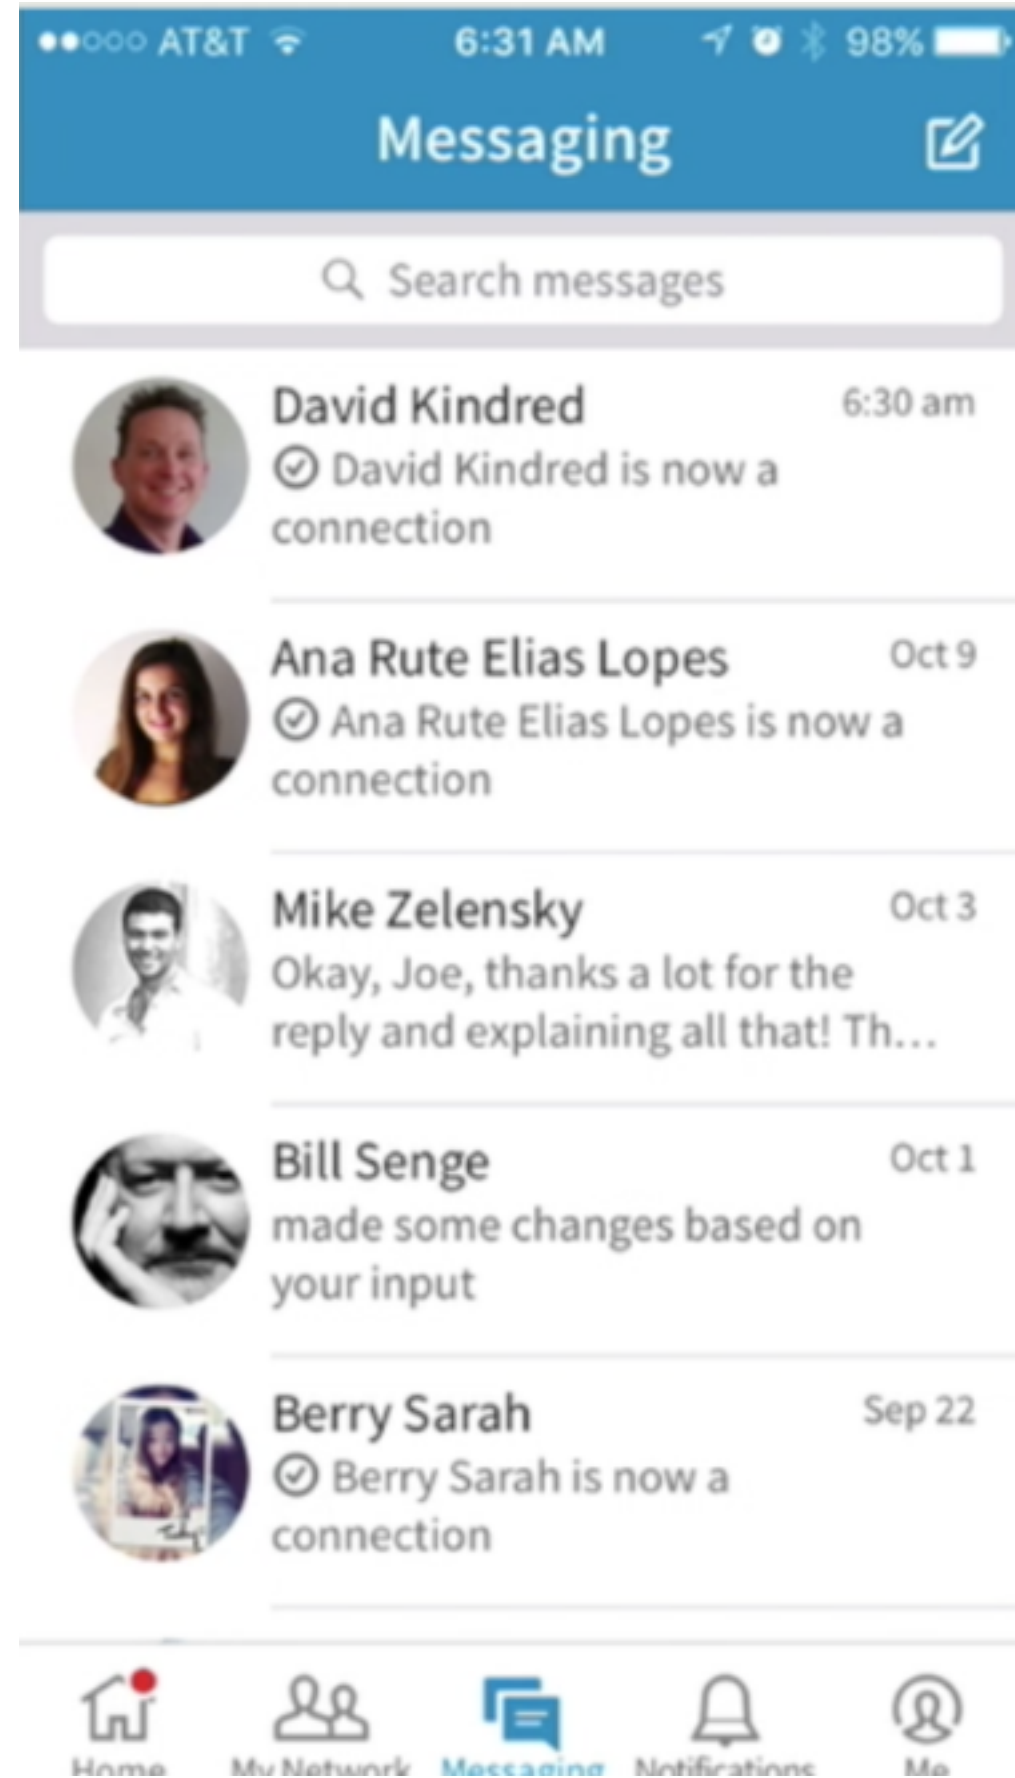 AT&T 6:31 AM 98%
Messaging
Search messages
David Kindred 6:30 am
David Kindred is now a
connection
Ana Rute Elias Lopes Oct 9
Ana Rute Elias Lopes is now a
connection
Mike Zelensky Oct 3
Okay, Joe, thanks a lot for the
reply and explaining all that! Th...
Bill Senge Oct 1
made some changes based on
your input
Berry Sarah Sep 22
Berry Sarah is now a
connection
Home My Network Messaging Notifications Me